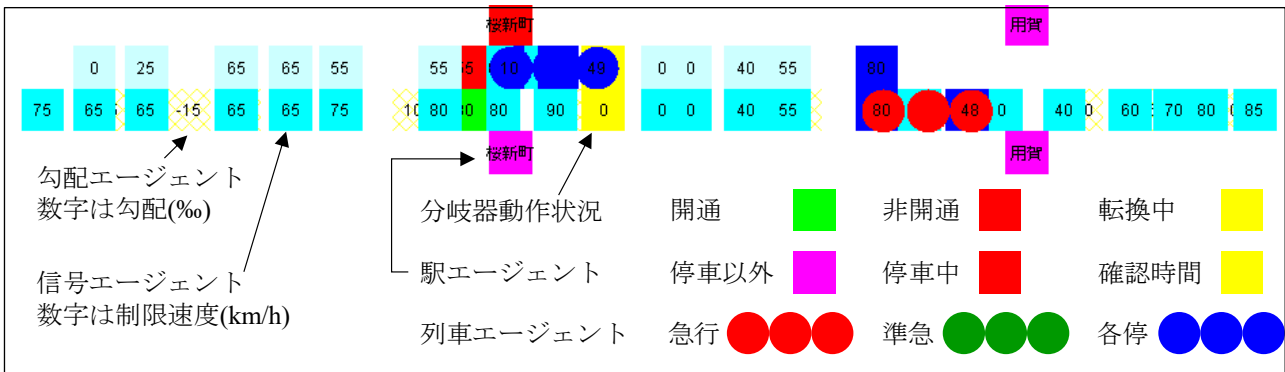 桜新町 用賀
0 25 65 65 55 55 55 10 49 0 0 40 55 80
75 65 65 -15 65 65 75 10 80 80 80 90 0 0 0 40 55 80 48 0 40 0 60 70 80 85
桜新町 用賀
勾配エージェント
数字は勾配(‰)
信号エージェント
数字は制限速度(km/h)
分岐器動作状況 開通 非開通 転換中
駅エージェント 停車以外 停車中 確認時間
列車エージェント 急行 準急 各停